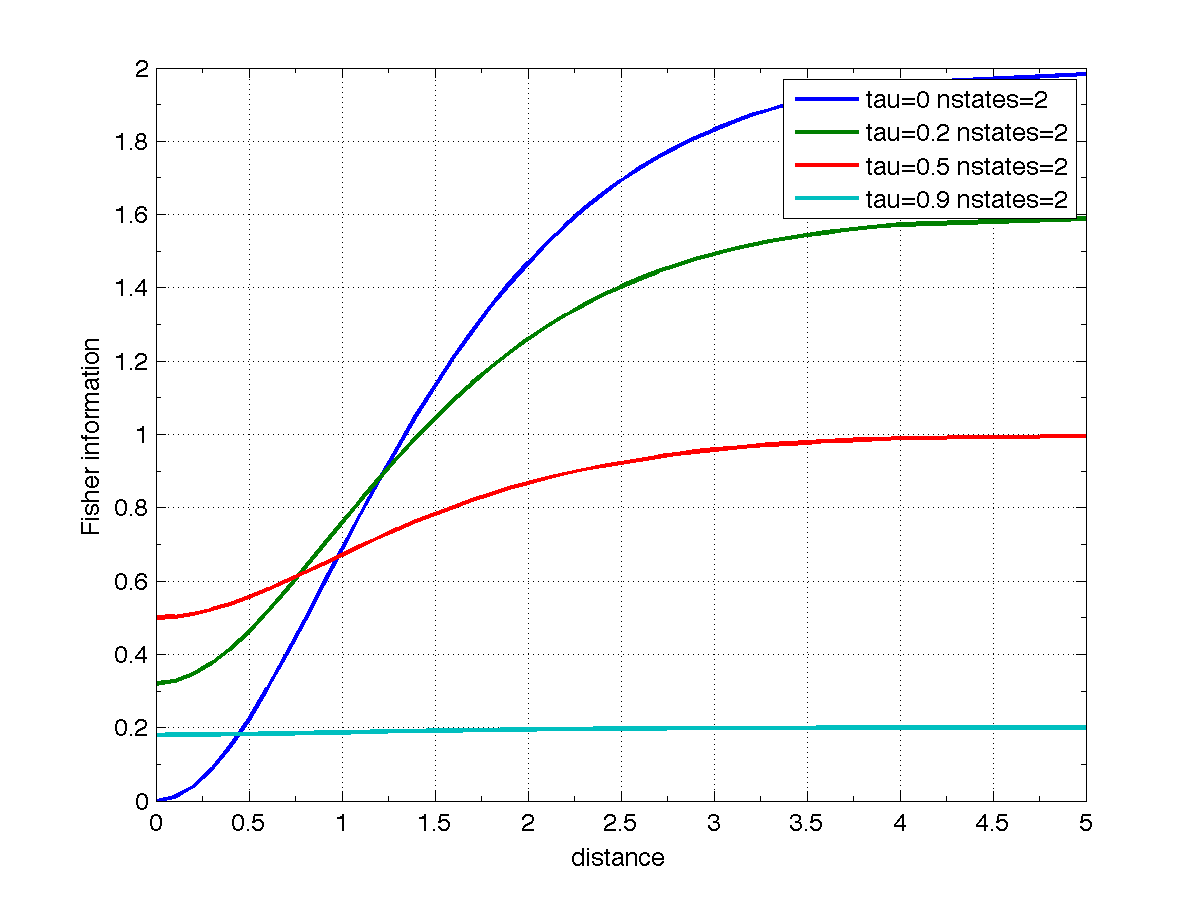 2
1.8
1.6
1.4
1.2
1
0.8
0.6
0.4
0.2
0
Fisher information
tau=0 nstates=2
tau=0.2 nstates=2
tau=0.5 nstates=2
tau=0.9 nstates=2
0 0.5 1 1.5 2 2.5 3 3.5 4 4.5 5
distance